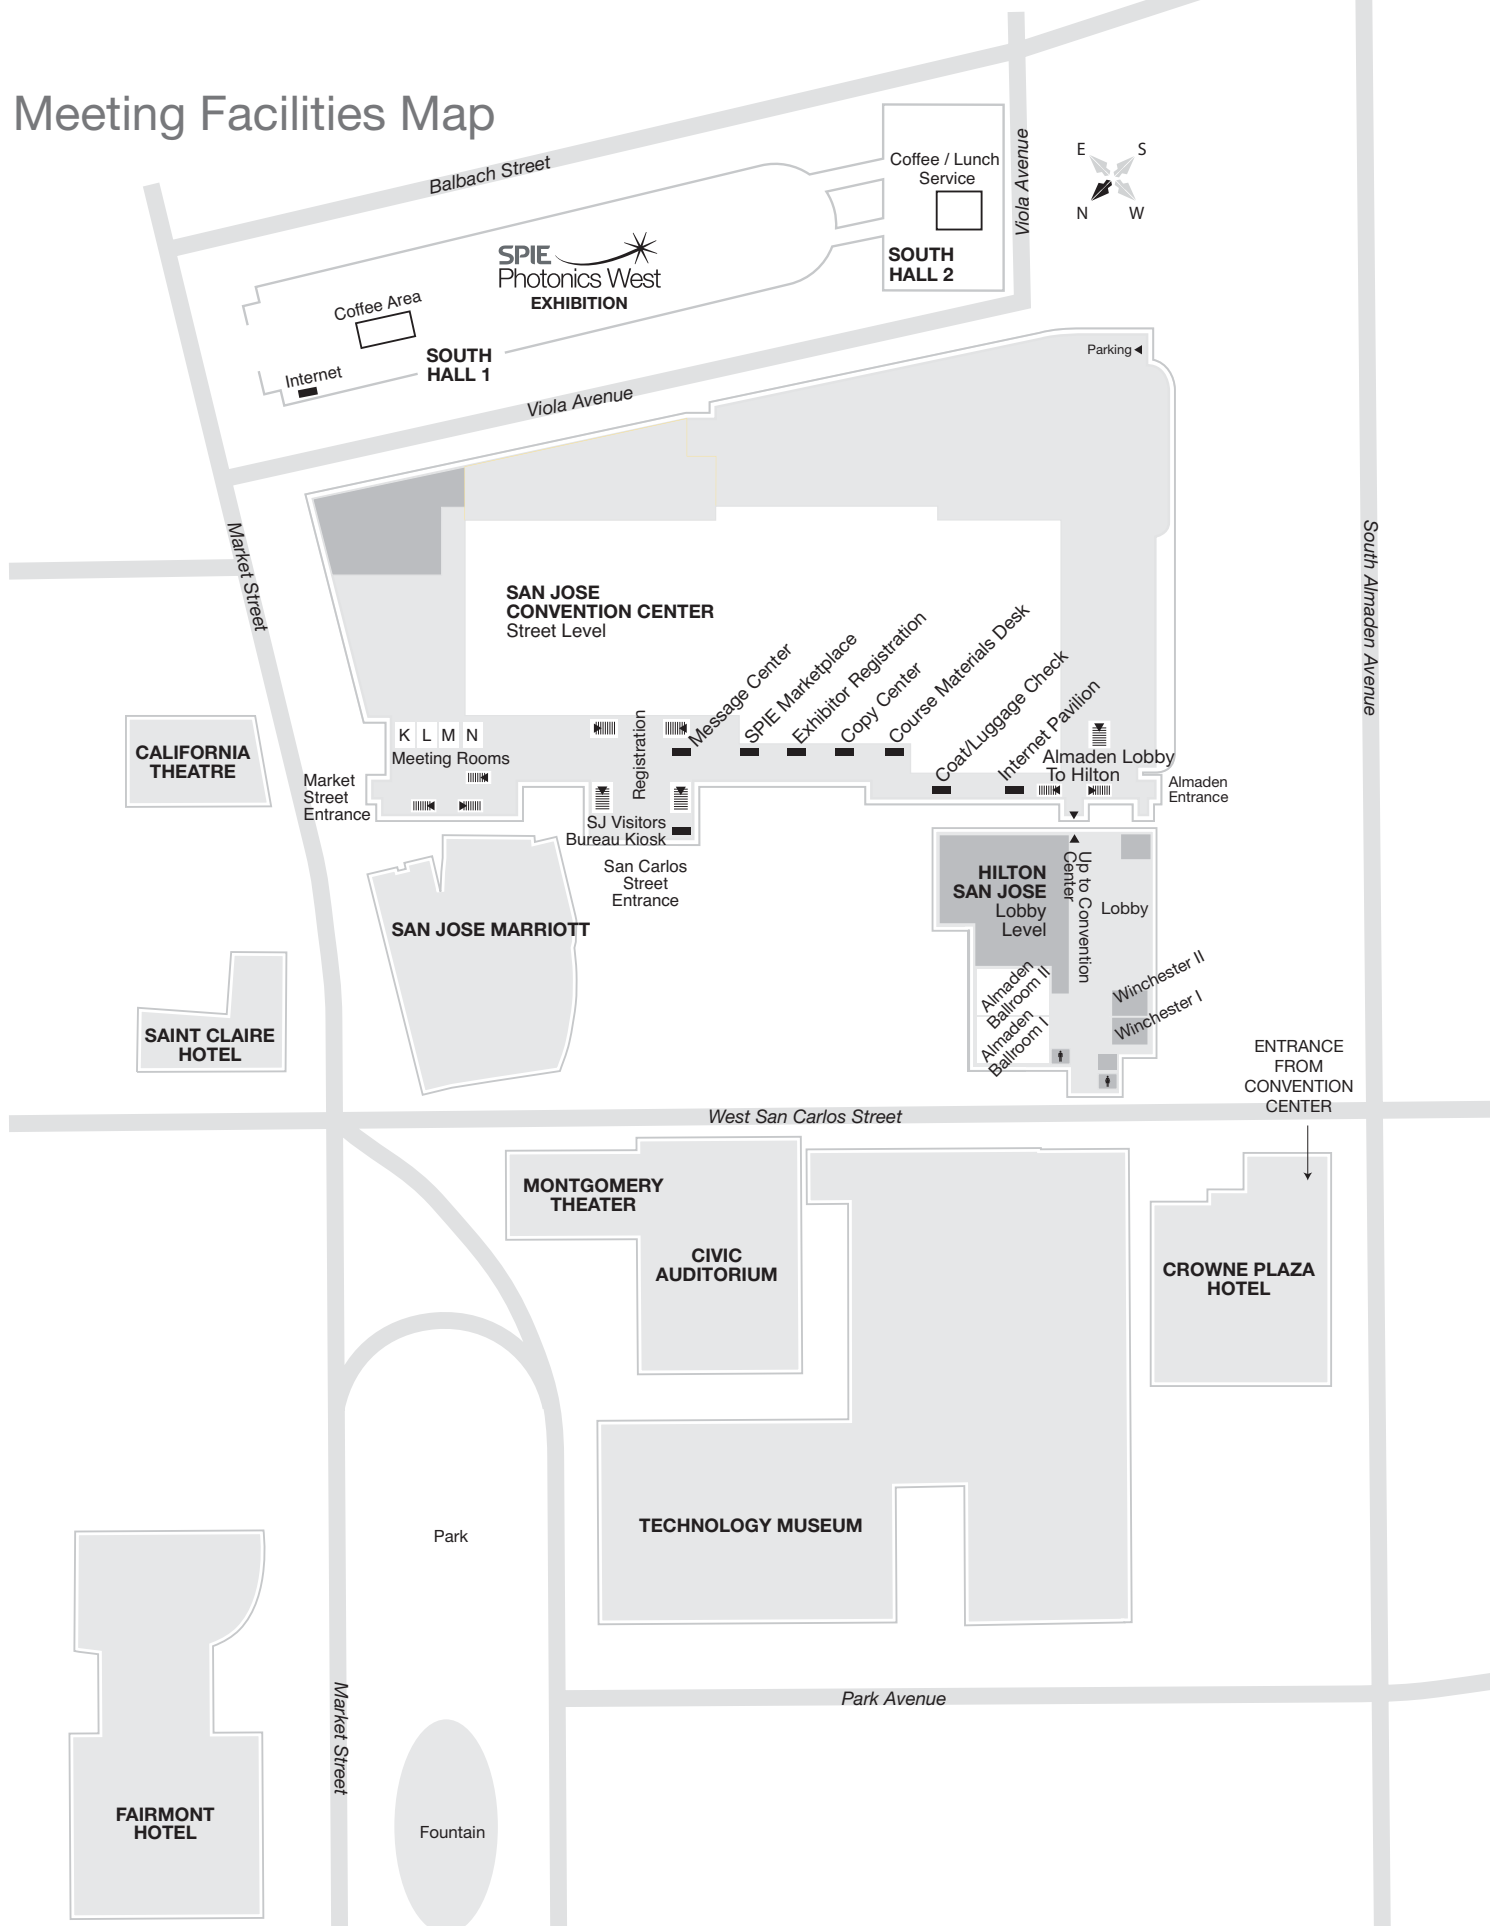 Meeting Facilities Map
Balbach Street
Viola Avenue
E
S
N
W
Coffee / Lunch
Service
SOUTH
HALL 2
SPIE
Photonics West
EXHIBITION
Coffee Area
SOUTH
HALL 1
Internet
Viola Avenue
Parking
Market Street
South Almaden Avenue
SAN JOSE
CONVENTION CENTER
Street Level
Message Center
SPIE Marketplace
Exhibitor Registration
Copy Center
Course Materials Desk
Coat/Luggage Check
Internet Pavilion
Registration
K L M N
Meeting Rooms
Almaden Lobby
To Hilton
Almaden
Entrance
Market
Street
Entrance
CALIFORNIA
THEATRE
SJ Visitors
Bureau Kiosk
San Carlos
Street
Entrance
HILTON
SAN JOSE
Lobby
Level
Up to Convention
Center
Lobby
SAN JOSE MARRIOTT
Winchester II
Winchester I
Almaden
Ballroom II
Almaden
Ballroom I
SAINT CLAIRE
HOTEL
ENTRANCE
FROM
CONVENTION
CENTER
West San Carlos Street
MONTGOMERY
THEATER
CIVIC
AUDITORIUM
CROWNE PLAZA
HOTEL
TECHNOLOGY MUSEUM
Park
Park Avenue
Market Street
FAIRMONT
HOTEL
Fountain